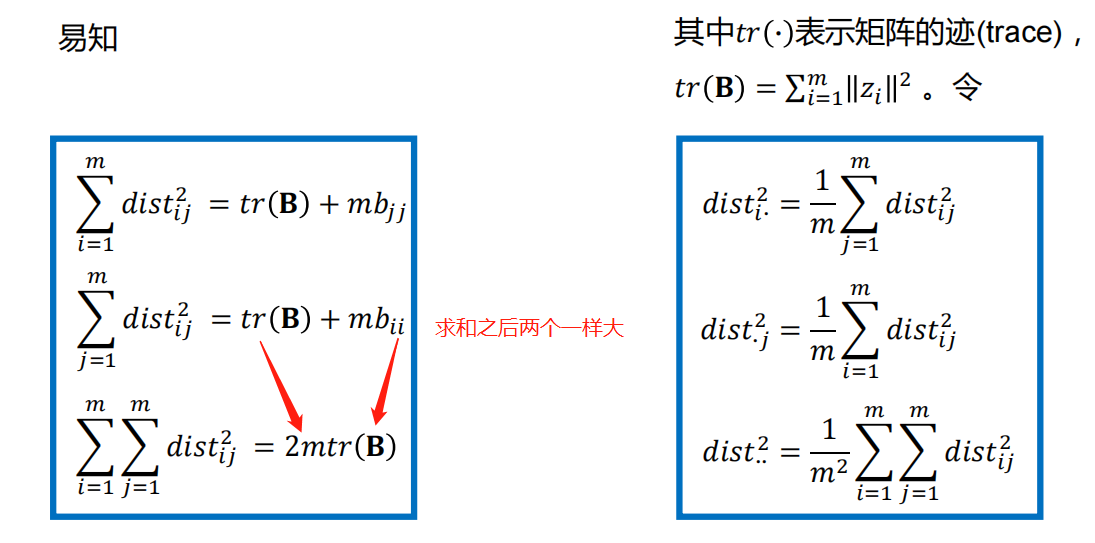 易知
∑_{i=1}^{m} dist_{ij}^{2} = tr(𝐁) + mb_{jj}
∑_{j=1}^{m} dist_{ij}^{2} = tr(𝐁) + mb_{ii}
∑_{i=1}^{m} ∑_{j=1}^{m} dist_{ij}^{2} = 2mtr(𝐁)
求和之后两个一样大
其中tr(·)表示矩阵的迹(trace)，
tr(𝐁) = ∑_{i=1}^{m}‖z_i‖² 。令
dist_{i·}^{2} = \frac{1}{m} ∑_{j=1}^{m} dist_{ij}^{2}
dist_{·j}^{2} = \frac{1}{m} ∑_{i=1}^{m} dist_{ij}^{2}
dist_{··}^{2} = \frac{1}{m²} ∑_{i=1}^{m} ∑_{j=1}^{m} dist_{ij}^{2}